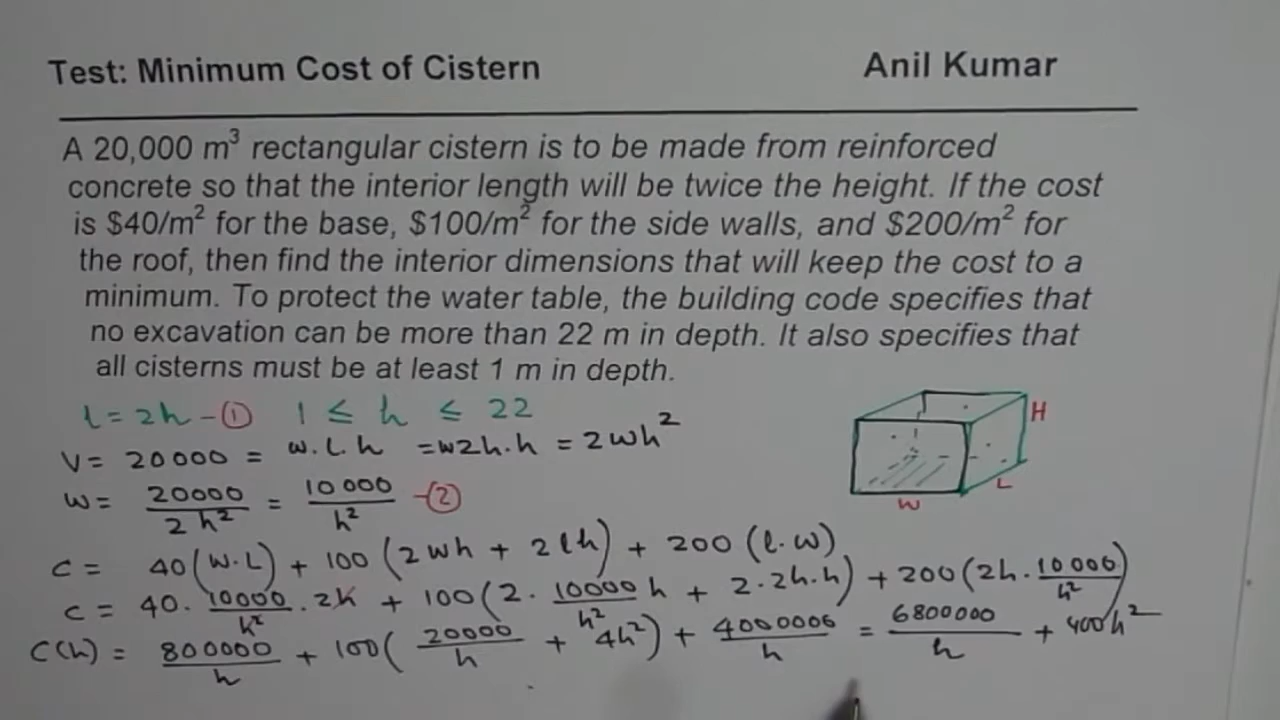 Test: Minimum Cost of Cistern Anil Kumar
A 20,000 m³ rectangular cistern is to be made from reinforced
concrete so that the interior length will be twice the height. If the cost
is $40/m² for the base, $100/m² for the side walls, and $200/m² for
the roof, then find the interior dimensions that will keep the cost to a
minimum. To protect the water table, the building code specifies that
no excavation can be more than 22 m in depth. It also specifies that
all cisterns must be at least 1 m in depth.
l = 2h - ① 1 ≤ h ≤ 22
V = 20000 = w.l.h = w2h.h = 2wh²
w = 20000/2h² = 10000/h² - ②
C = 40(W.L) + 100(2wh + 2lh) + 200(l.w)
C = 40. 10000/h² .2h + 100(2. 10000/h² h + 2.2h.h) + 200(2h. 10000/h²)
C(h) = 800000/h + 100(20000/h + 4h²) + 4000000/h = 6800000/h + 400h²
H
L
W